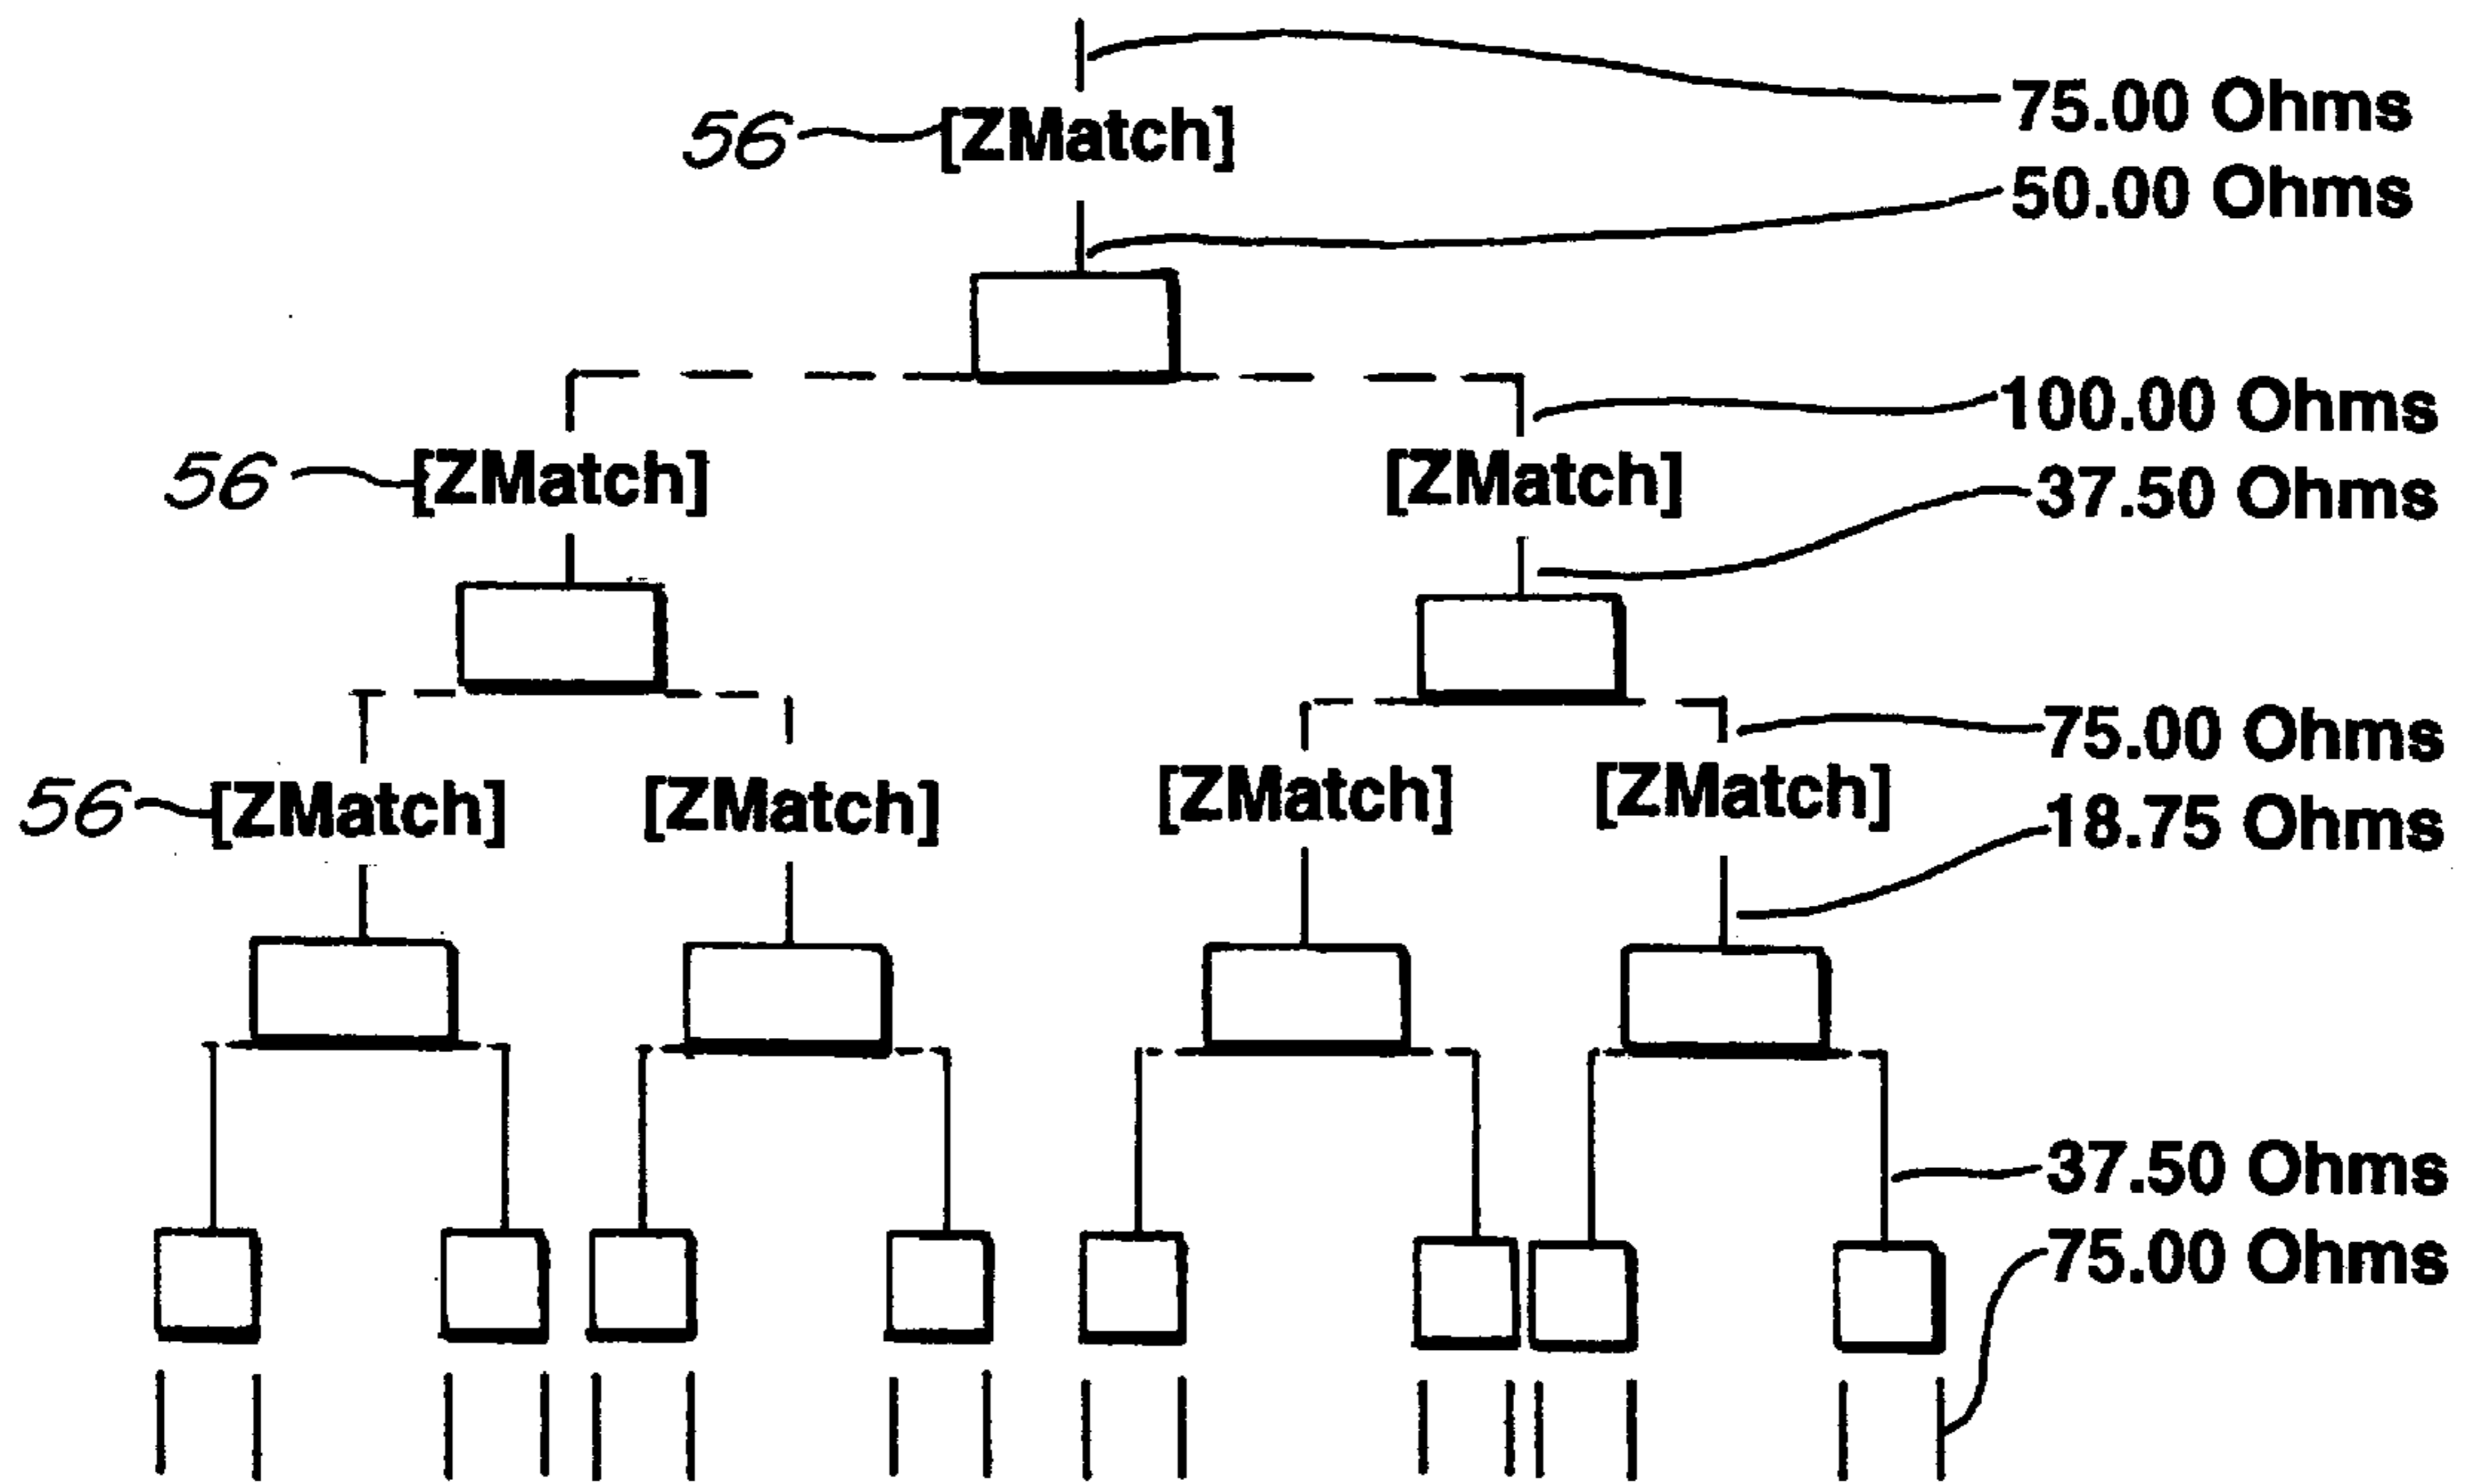 75.00 Ohms
56 [ZMatch]
50.00 Ohms
100.00 Ohms
56 [ZMatch] [ZMatch]
37.50 Ohms
75.00 Ohms
56 [ZMatch] [ZMatch] [ZMatch] [ZMatch]
18.75 Ohms
37.50 Ohms
75.00 Ohms